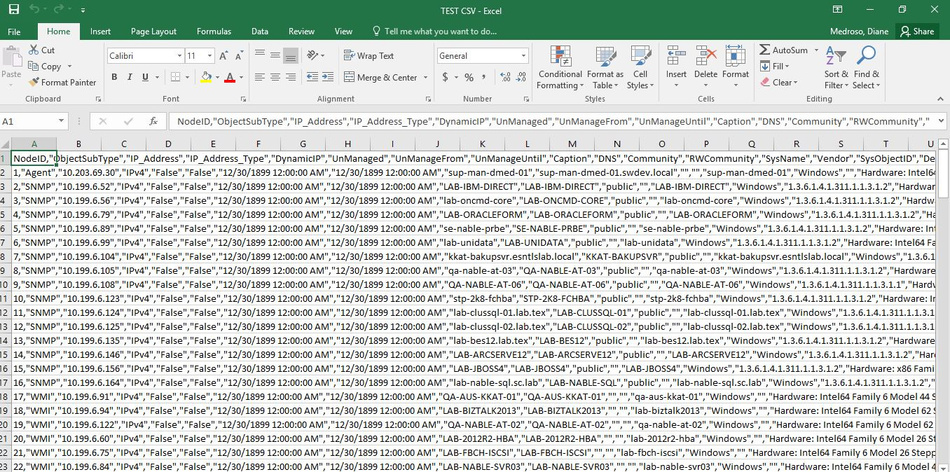 TEST CSV - Excel
File Home Insert Page Layout Formulas Data Review View Tell me what you want to do... Medroso, Diane Share
Paste Cut Copy Format Painter Clipboard
Calibri 11 A A B I U A Font
Wrap Text Merge & Center Alignment
General $ % , Number
Conditional Formatting Format as Table Cell Styles Styles
Insert Delete Format Cells
AutoSum Fill Clear Sort & Filter Find & Select Editing
A1 fx NodeID,"ObjectSubType","IP_Address","IP_Address_Type","DynamicIP","UnManaged","UnManageFrom","UnManageUntil","Caption","DNS","Community","RWCommunity","
A B C D E F G H I J K L M N O P Q R S T U
1 NodeID,"ObjectSubType","IP_Address","IP_Address_Type","DynamicIP","UnManaged","UnManageFrom","UnManageUntil","Caption","DNS","Community","RWCommunity","SysName","Vendor","SysObjectID","De
2 1,"Agent","10.203.69.30","IPv4","False","False","12/30/1899 12:00:00 AM","12/30/1899 12:00:00 AM","sup-man-dmed-01","sup-man-dmed-01.swdev.local","","","sup-man-dmed-01","Windows","","Hardware: Intel64
3 2,"SNMP","10.199.6.52","IPv4","False","False","12/30/1899 12:00:00 AM","12/30/1899 12:00:00 AM","LAB-IBM-DIRECT","LAB-IBM-DIRECT","public","","LAB-IBM-DIRECT","Windows","1.3.6.1.4.1.311.1.1.3.1.2","Hardw
4 3,"SNMP","10.199.6.56","IPv4","False","False","12/30/1899 12:00:00 AM","12/30/1899 12:00:00 AM","lab-oncmd-core","LAB-ONCMD-CORE","public","","lab-oncmd-core","Windows","1.3.6.1.4.1.311.1.1.3.1.2","Hardw
5 4,"SNMP","10.199.6.79","IPv4","False","False","12/30/1899 12:00:00 AM","12/30/1899 12:00:00 AM","LAB-ORACLEFORM","LAB-ORACLEFORM","public","","LAB-ORACLEFORM","Windows","1.3.6.1.4.1.311.1.1.3.1.2",
6 5,"SNMP","10.199.6.89","IPv4","False","False","12/30/1899 12:00:00 AM","12/30/1899 12:00:00 AM","se-nable-prbe","SE-NABLE-PRBE","public","","se-nable-prbe","Windows","1.3.6.1.4.1.311.1.1.3.1.2","Hardware:
7 6,"SNMP","10.199.6.99","IPv4","False","False","12/30/1899 12:00:00 AM","12/30/1899 12:00:00 AM","lab-unidata","LAB-UNIDATA","public","","lab-unidata","Windows","1.3.6.1.4.1.311.1.1.3.1.2","Hardware: Intel64 Fa
8 7,"SNMP","10.199.6.104","IPv4","False","False","12/30/1899 12:00:00 AM","12/30/1899 12:00:00 AM","kkat-bakupsvr.esntlslab.local","KKAT-BAKUPSVR","public","","kkat-bakupsvr.esntlslab.local","Windows","1.3.6
9 8,"SNMP","10.199.6.105","IPv4","False","False","12/30/1899 12:00:00 AM","12/30/1899 12:00:00 AM","qa-nable-at-03","QA-NABLE-AT-03","public","","qa-nable-at-03","Windows","1.3.6.1.4.1.311.1.1.3.1.2","Hardware
10 9,"SNMP","10.199.6.108","IPv4","False","False","12/30/1899 12:00:00 AM","12/30/1899 12:00:00 AM","QA-NABLE-AT-06","QA-NABLE-AT-06","public","","QA-NABLE-AT-06","Windows","1.3.6.1.4.1.311.1.1.3.1.2",
11 10,"SNMP","10.199.6.123","IPv4","False","False","12/30/1899 12:00:00 AM","12/30/1899 12:00:00 AM","stp-2k8-fchba","STP-2K8-FCHBA","public","","stp-2k8-fchba","Windows","1.3.6.1.4.1.311.1.1.3.1.2","Hardwar
12 11,"SNMP","10.199.6.124","IPv4","False","False","12/30/1899 12:00:00 AM","12/30/1899 12:00:00 AM","lab-clussql-01.lab.tex","LAB-CLUSSQL-01","public","","lab-clussql-01.lab.tex","Windows","1.3.6.1.4.1.311.1.1.3.1
13 12,"SNMP","10.199.6.125","IPv4","False","False","12/30/1899 12:00:00 AM","12/30/1899 12:00:00 AM","lab-clussql-02.lab.tex","LAB-CLUSSQL-02","public","","lab-clussql-02.lab.tex","Windows","1.3.6.1.4.1.311.1.1.3.1
14 13,"SNMP","10.199.6.135","IPv4","False","False","12/30/1899 12:00:00 AM","12/30/1899 12:00:00 AM","lab-bes12.lab.tex","LAB-BES12","public","","lab-bes12.lab.tex","Windows","1.3.6.1.4.1.311.1.1.3.1.2","Hardwar
15 14,"SNMP","10.199.6.146","IPv4","False","False","12/30/1899 12:00:00 AM","12/30/1899 12:00:00 AM","LAB-ARCSERVE12","LAB-ARCSERVE12","public","","LAB-ARCSERVE12","Windows","1.3.6.1.4.1.311.1.1.3.1.2",
16 15,"SNMP","10.199.6.156","IPv4","False","False","12/30/1899 12:00:00 AM","12/30/1899 12:00:00 AM","LAB-JBOSS4","LAB-JBOSS4","public","","LAB-JBOSS4","Windows","1.3.6.1.4.1.311.1.1.3.1.2","Hardware: x86 Famil
17 16,"SNMP","10.199.6.164","IPv4","False","False","12/30/1899 12:00:00 AM","12/30/1899 12:00:00 AM","lab-nable-sql.sc.lab","LAB-NABLE-SQL","public","","lab-nable-sql.sc.lab","Windows","1.3.6.1.4.1.311.1.1.3.1.2",
18 17,"WMI","10.199.6.91","IPv4","False","False","12/30/1899 12:00:00 AM","12/30/1899 12:00:00 AM","QA-AUS-KKAT-01","QA-AUS-KKAT-01","","","qa-aus-kkat-01","Windows","","Hardware: Intel64 Family 6 Model 44 S
19 18,"WMI","10.199.6.94","IPv4","False","False","12/30/1899 12:00:00 AM","12/30/1899 12:00:00 AM","LAB-BIZTALK2013","LAB-BIZTALK2013","","","lab-biztalk2013","Windows","","Hardware: Intel64 Family 6 Model 62 S
20 19,"WMI","10.199.6.122","IPv4","False","False","12/30/1899 12:00:00 AM","12/30/1899 12:00:00 AM","QA-NABLE-AT-02","QA-NABLE-AT-02","","","qa-nable-at-02","Windows","","Hardware: Intel64 Family 6 Model 62
21 20,"WMI","10.199.6.60","IPv4","False","False","12/30/1899 12:00:00 AM","12/30/1899 12:00:00 AM","LAB-2012R2-HBA","LAB-2012R2-HBA","","","lab-2012r2-hba","Windows","","Hardware: Intel64 Family 6 Model 26 St
22 21,"WMI","10.199.6.75","IPv4","False","False","12/30/1899 12:00:00 AM","12/30/1899 12:00:00 AM","LAB-FBCH-ISCSI","LAB-FBCH-ISCSI","","","lab-fbch-iscsi","Windows","","Hardware: Intel64 Family 6 Model 26 Stepp
22,"WMI","10.199.6.84","IPv4","False","False","12/30/1899 12:00:00 AM","12/30/1899 12:00:00 AM","LAB-NABLE-SVR03","LAB-NABLE-SVR03","","","lab-nable-svr03","Windows","","Hardware: Intel64 Family 6 Model